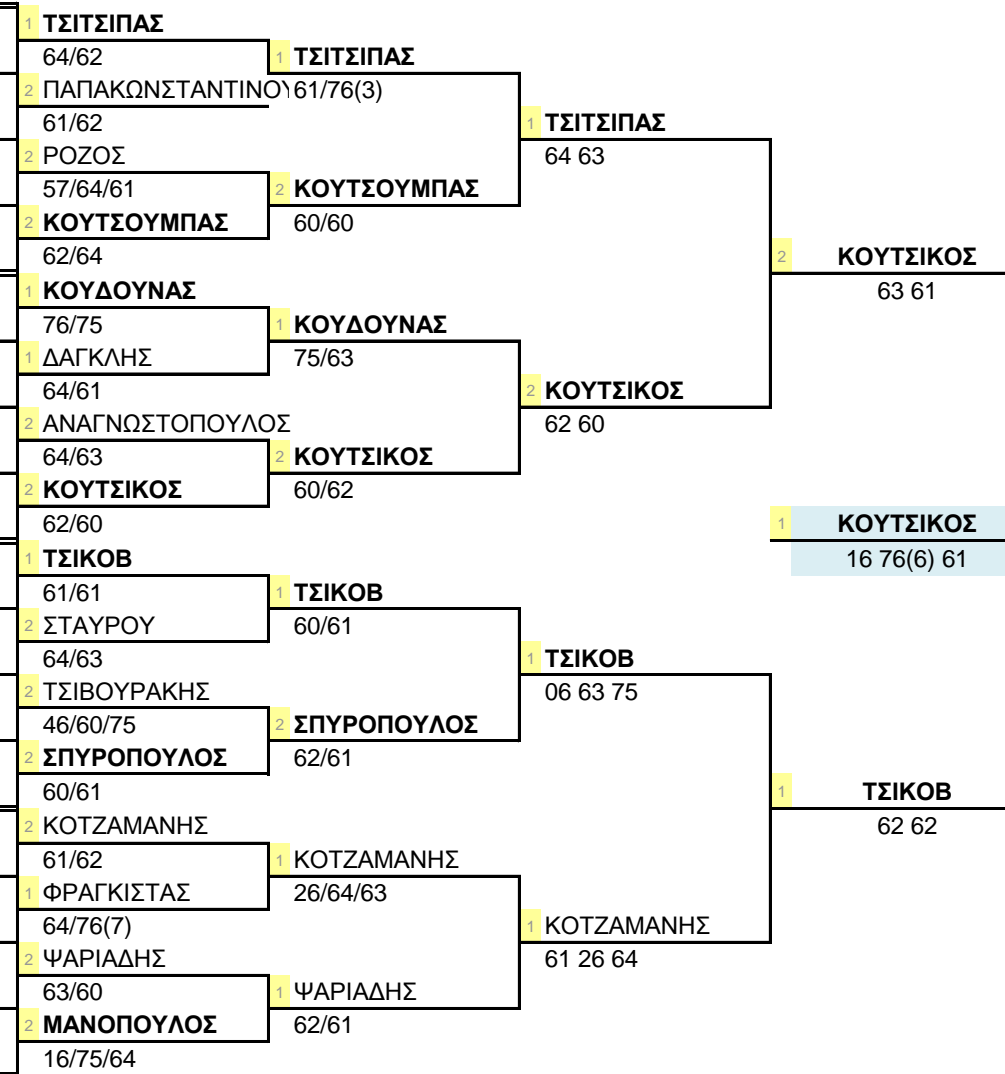 1 ΤΣΙΤΣΙΠΑΣ
64/62
1 ΤΣΙΤΣΙΠΑΣ
2 ΠΑΠΑΚΩΝΣΤΑΝΤΙΝΟΥ
61/76(3)
61/62
1 ΤΣΙΤΣΙΠΑΣ
2 ΡΟΖΟΣ
64 63
57/64/61
2 ΚΟΥΤΣΟΥΜΠΑΣ
2 ΚΟΥΤΣΟΥΜΠΑΣ
60/60
62/64
2 ΚΟΥΤΣΙΚΟΣ
1 ΚΟΥΔΟΥΝΑΣ
63 61
76/75
1 ΚΟΥΔΟΥΝΑΣ
1 ΔΑΓΚΛΗΣ
75/63
64/61
2 ΚΟΥΤΣΙΚΟΣ
2 ΑΝΑΓΝΩΣΤΟΠΟΥΛΟΣ
62 60
64/63
2 ΚΟΥΤΣΙΚΟΣ
2 ΚΟΥΤΣΙΚΟΣ
60/62
62/60
1 ΚΟΥΤΣΙΚΟΣ
1 ΤΣΙΚΟΒ
16 76(6) 61
61/61
1 ΤΣΙΚΟΒ
2 ΣΤΑΥΡΟΥ
60/61
64/63
1 ΤΣΙΚΟΒ
2 ΤΣΙΒΟΥΡΑΚΗΣ
06 63 75
46/60/75
2 ΣΠΥΡΟΠΟΥΛΟΣ
2 ΣΠΥΡΟΠΟΥΛΟΣ
62/61
60/61
1 ΤΣΙΚΟΒ
2 ΚΟΤΖΑΜΑΝΗΣ
62 62
61/62
1 ΚΟΤΖΑΜΑΝΗΣ
1 ΦΡΑΓΚΙΣΤΑΣ
26/64/63
64/76(7)
1 ΚΟΤΖΑΜΑΝΗΣ
2 ΨΑΡΙΑΔΗΣ
61 26 64
63/60
1 ΨΑΡΙΑΔΗΣ
2 ΜΑΝΟΠΟΥΛΟΣ
62/61
16/75/64